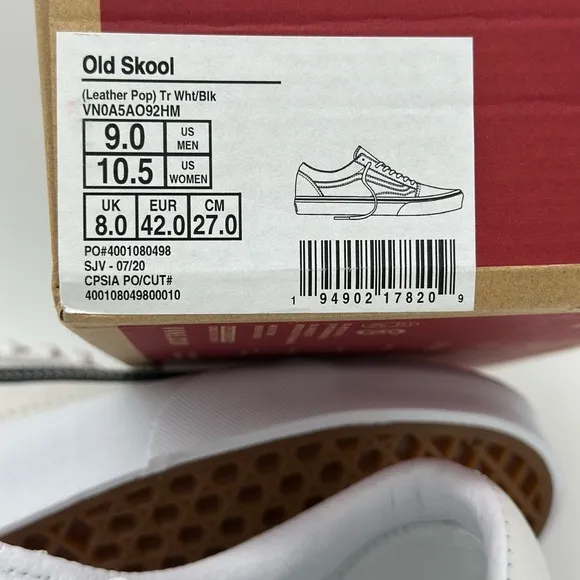 Old Skool
(Leather Pop) Tr Wht/Blk
VN0A5AO92HM
9.0 US MEN
10.5 US WOMEN
UK EUR CM
8.0 42.0 27.0
PO#4001080498
SJV - 07/20
CPSIA PO/CUT#
400108049800010
1 94902 17820 9